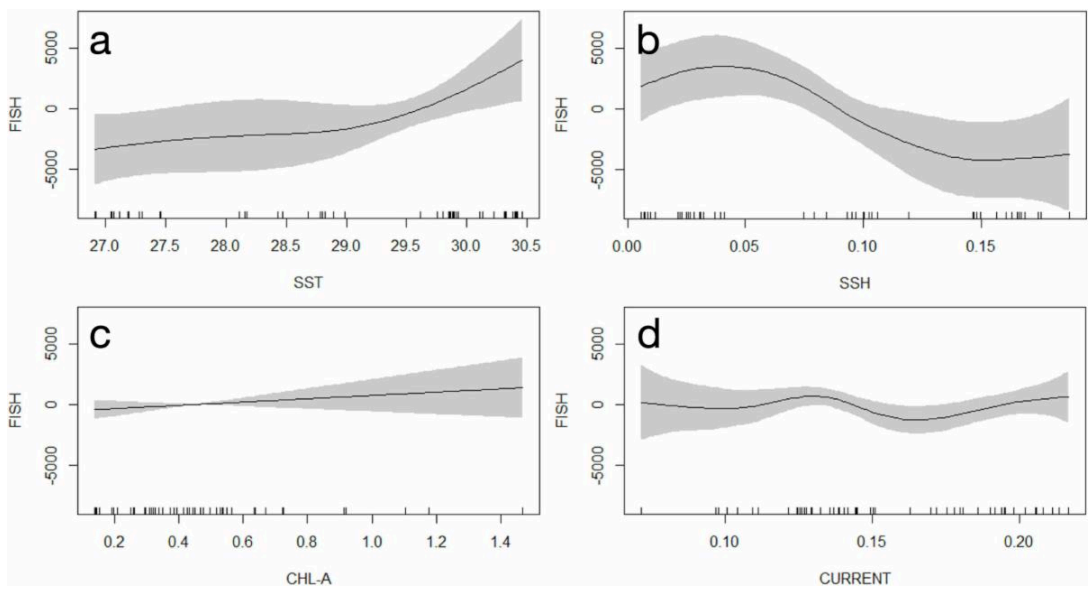 a
5000
0
-5000
FISH
27.0 27.5 28.0 28.5 29.0 29.5 30.0 30.5
SST
b
5000
0
-5000
FISH
0.00 0.05 0.10 0.15
SSH
c
5000
0
-5000
FISH
0.2 0.4 0.6 0.8 1.0 1.2 1.4
CHL-A
d
5000
0
-5000
FISH
0.10 0.15 0.20
CURRENT